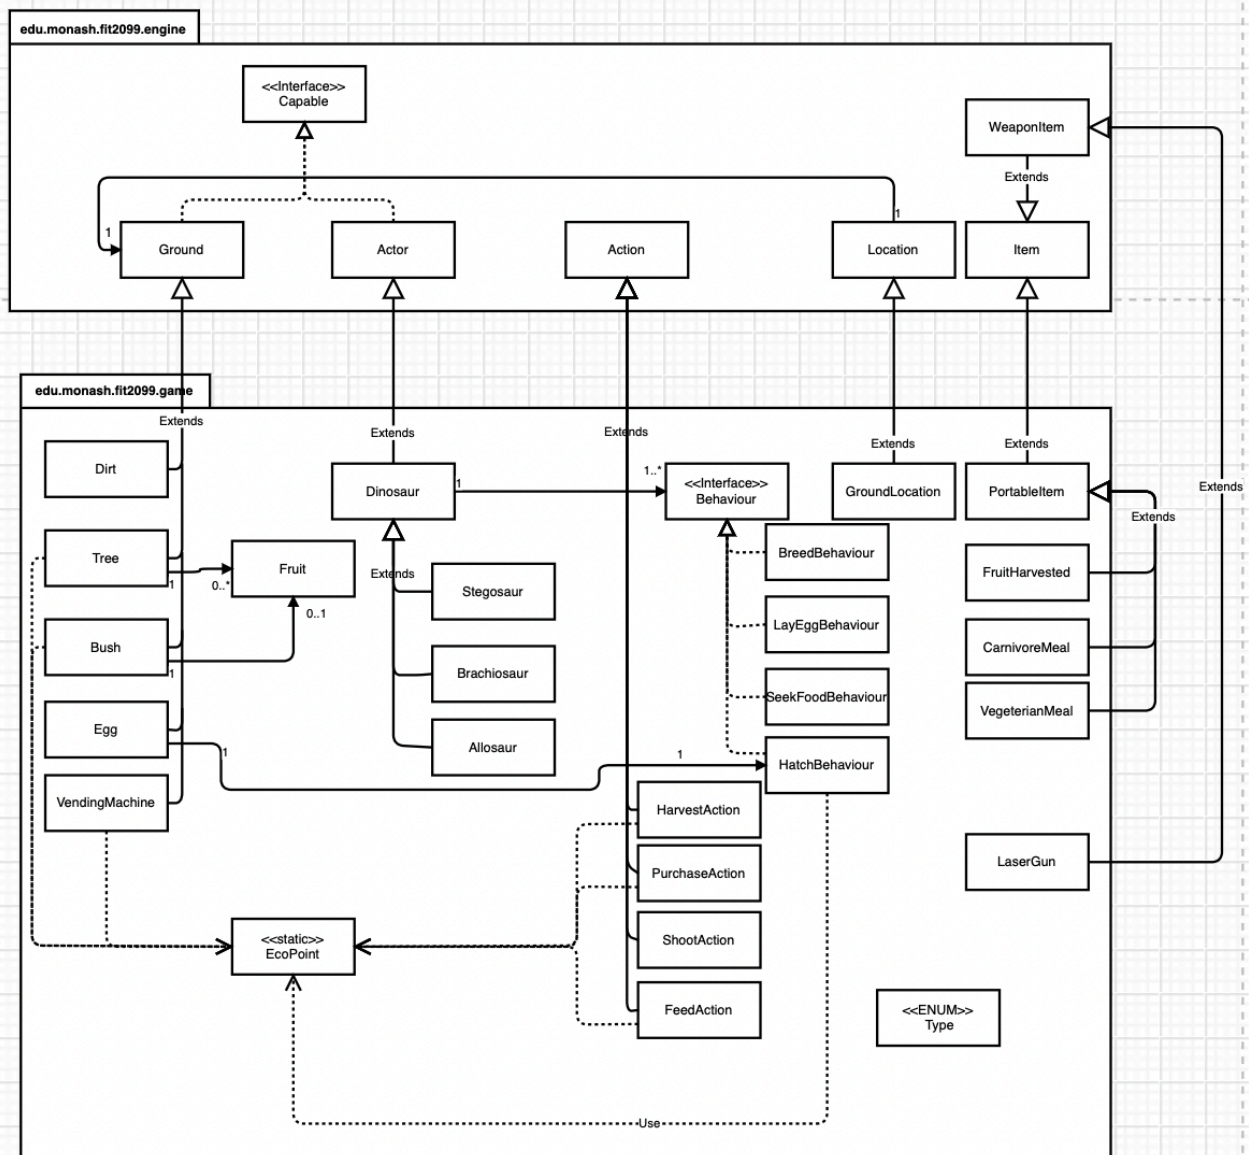 edu.monash.fit2099.engine
<<Interface>>
Capable
WeaponItem
Extends
1
1
Ground
Actor
Action
Location
Item
edu.monash.fit2099.game
Extends
Extends
Extends
Extends
Extends
Extends
Extends
Dirt
Dinosaur
1
1..*
<<Interface>>
Behaviour
GroundLocation
PortableItem
Tree
1
0..*
Fruit
0..1
Extends
Stegosaur
BreedBehaviour
FruitHarvested
Bush
1
Brachiosaur
LayEggBehaviour
CarnivoreMeal
SeekFoodBehaviour
VegeterianMeal
Egg
1
Allosaur
1
HatchBehaviour
VendingMachine
HarvestAction
PurchaseAction
LaserGun
<<static>>
EcoPoint
ShootAction
FeedAction
<<ENUM>>
Type
Use